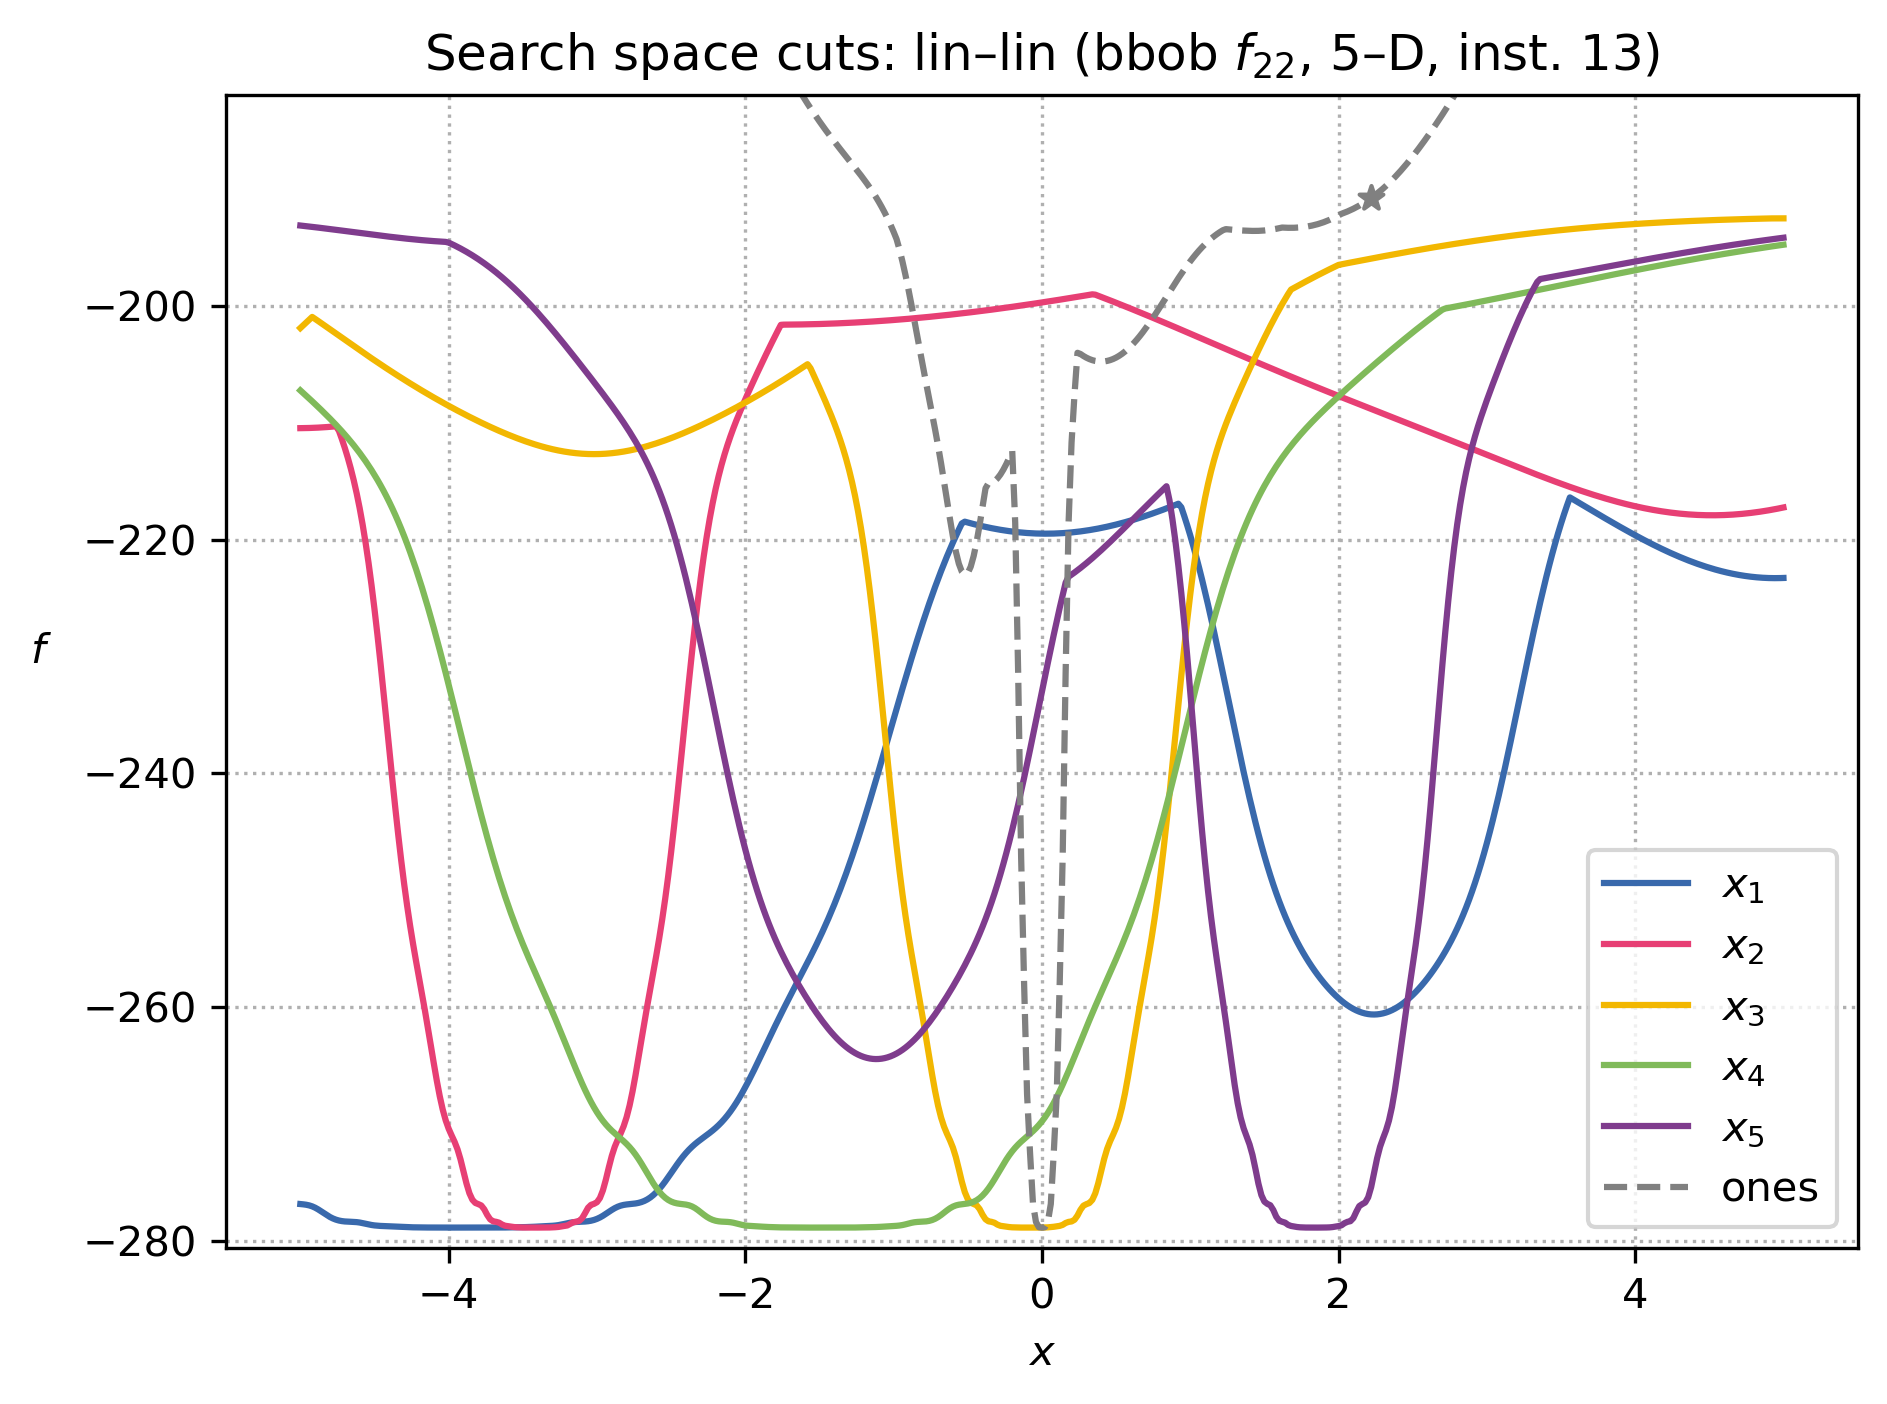 Search space cuts: lin–lin (bbob f₂₂, 5–D, inst. 13)
f
−200
−220
−240
−260
−280
−4
−2
0
2
4
x
x₁
x₂
x₃
x₄
x₅
ones